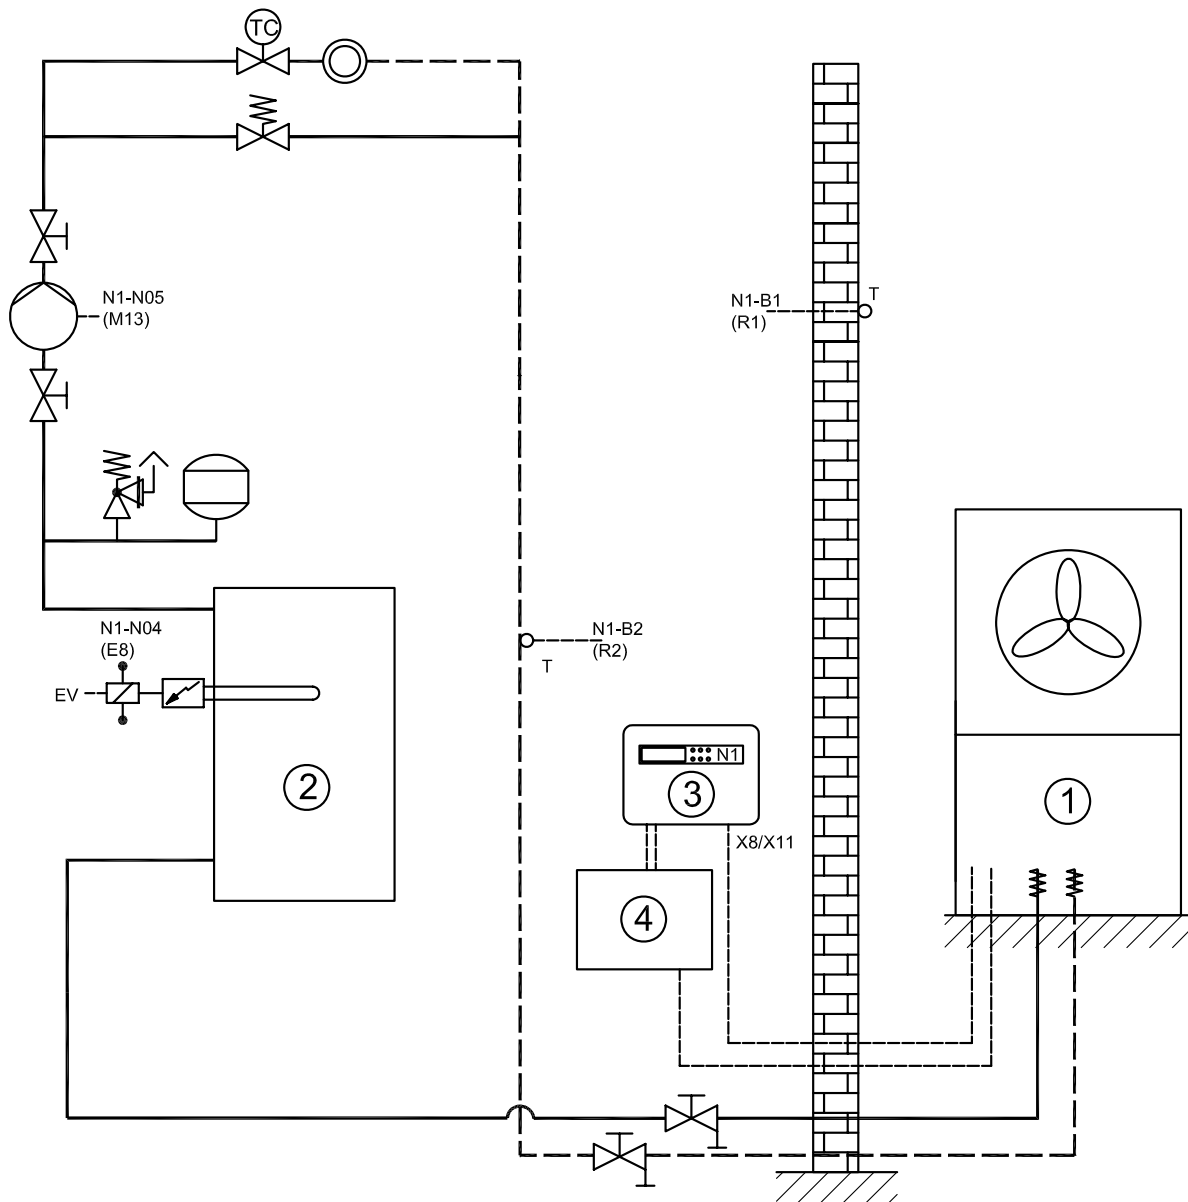 TC
N1-N05
(M13)
N1-B1
(R1)
T
N1-N04
(E8)
N1-B2
(R2)
T
EV
N1
3
2
1
X8/X11
4